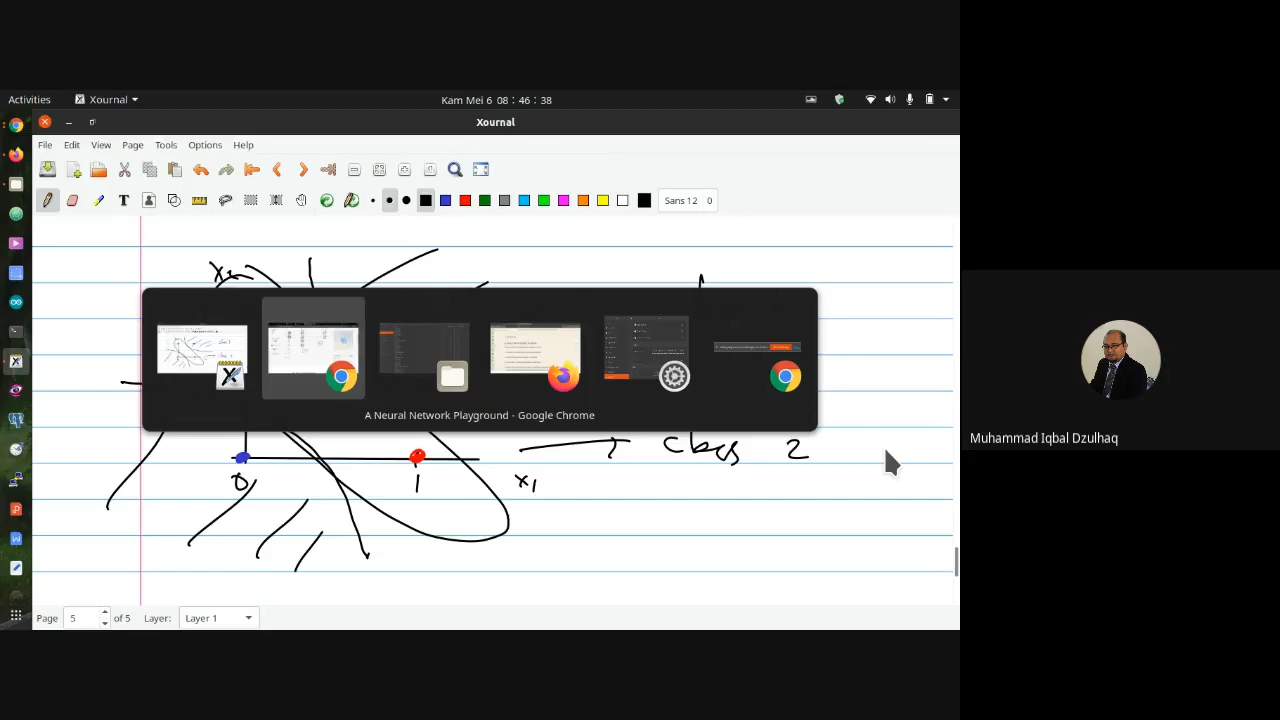 Activities Xournal Kam Mei 6 08:46:38
Xournal
File Edit View Page Tools Options Help
Sans 12 0
A Neural Network Playground - Google Chrome
class 2
0 1 x1
Page 5 of 5 Layer: Layer 1
Muhammad Iqbal Dzulhaq